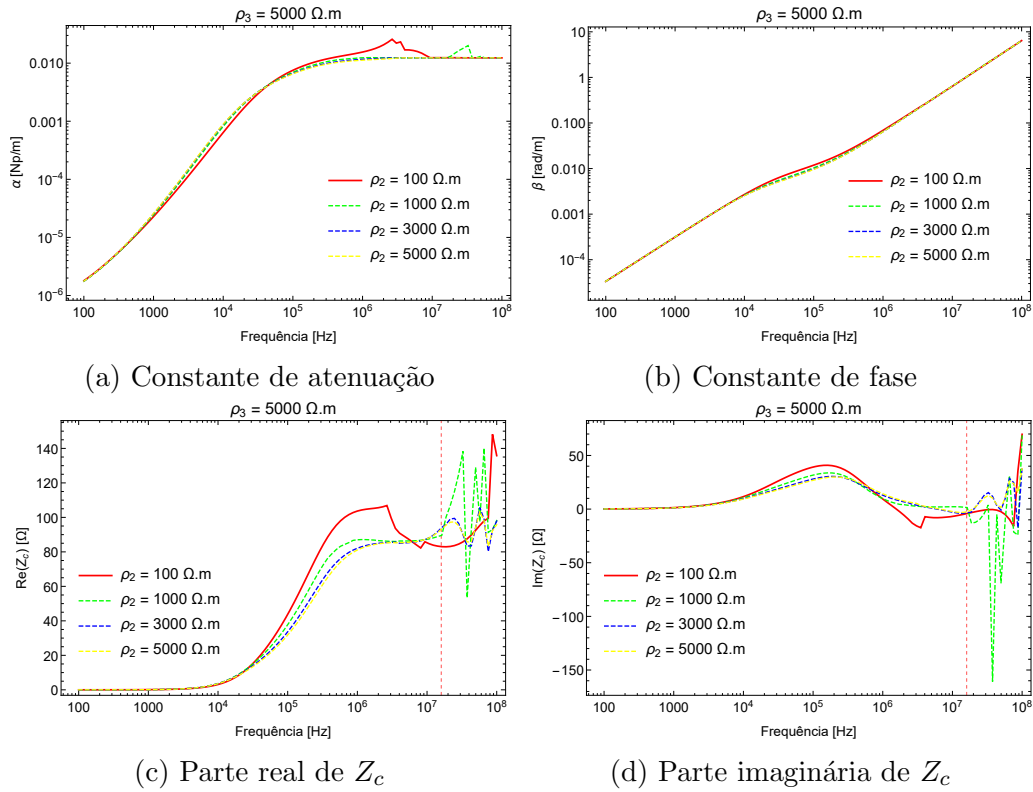 ρ3 = 5000 Ω.m
α [Np/m]
0.010
0.001
10^-4
10^-5
10^-6
ρ2 = 100 Ω.m
ρ2 = 1000 Ω.m
ρ2 = 3000 Ω.m
ρ2 = 5000 Ω.m
100 1000 10^4 10^5 10^6 10^7 10^8
Frequência [Hz]
(a) Constante de atenuação
ρ3 = 5000 Ω.m
β [rad/m]
10
1
0.100
0.010
0.001
10^-4
ρ2 = 100 Ω.m
ρ2 = 1000 Ω.m
ρ2 = 3000 Ω.m
ρ2 = 5000 Ω.m
100 1000 10^4 10^5 10^6 10^7 10^8
Frequência [Hz]
(b) Constante de fase
ρ3 = 5000 Ω.m
Re(Zc) [Ω]
140
120
100
80
60
40
20
0
ρ2 = 100 Ω.m
ρ2 = 1000 Ω.m
ρ2 = 3000 Ω.m
ρ2 = 5000 Ω.m
100 1000 10^4 10^5 10^6 10^7 10^8
Frequência [Hz]
(c) Parte real de Zc
ρ3 = 5000 Ω.m
Im(Zc) [Ω]
50
0
-50
-100
-150
ρ2 = 100 Ω.m
ρ2 = 1000 Ω.m
ρ2 = 3000 Ω.m
ρ2 = 5000 Ω.m
100 1000 10^4 10^5 10^6 10^7 10^8
Frequência [Hz]
(d) Parte imaginária de Zc